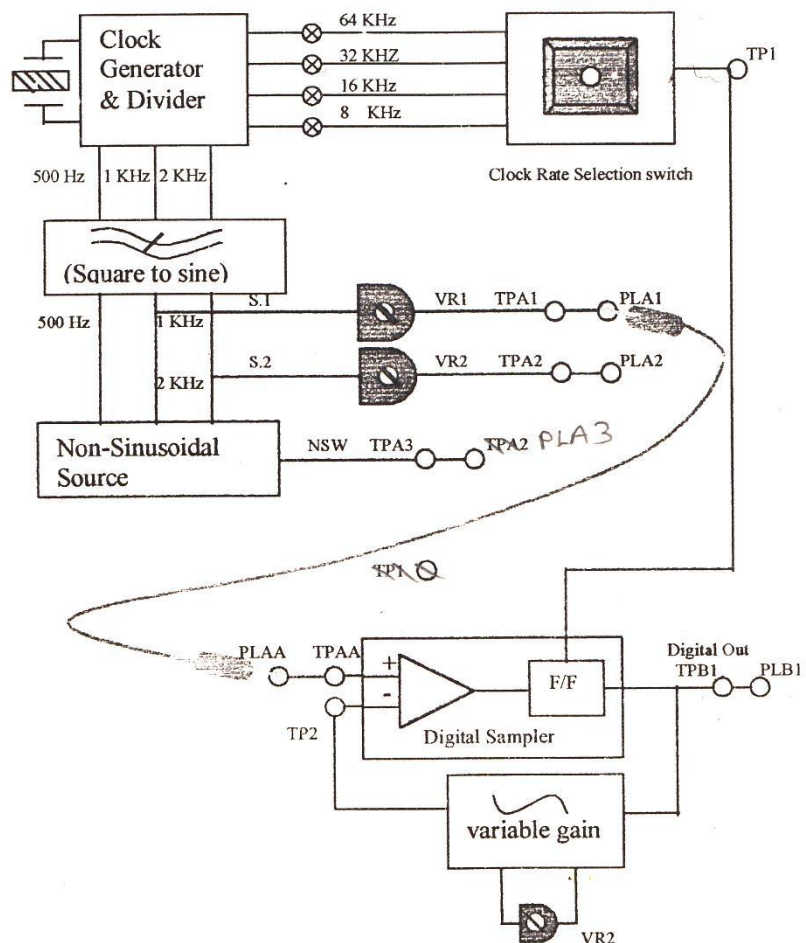 64 KHz
Clock
Generator
& Divider
32 KHZ
16 KHz
8 KHz
TP1
500 Hz
1 KHz
2 KHz
Clock Rate Selection switch
(Square to sine)
S.1
VR1
TPA1
PLA1
500 Hz
1 KHz
S.2
VR2
TPA2
PLA2
2 KHz
Non-Sinusoidal
Source
NSW
TPA3
TPA2
PLA3
TP1
PLAA
TPAA
+
-
F/F
Digital Out
TPB1
PLB1
TP2
Digital Sampler
variable gain
VR2